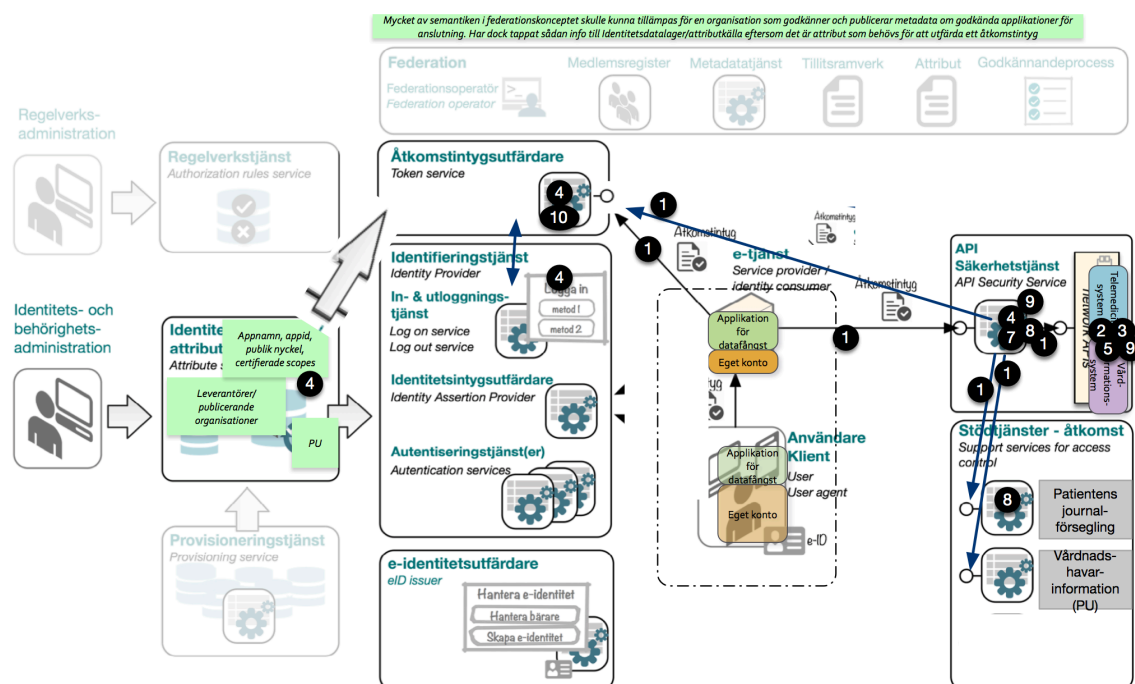 Mycket av semantiken i federationskonceptet skulle kunna tillämpas för en organisation som godkänner och publicerar metadata om godkända applikationer för
anslutning. Har dock tappat sådan info till Identitetsdatalager/attributkälla eftersom det är attribut som behövs för att utfärda ett åtkomstintyg
Federation
Federationsoperatör
Federation operator
Medlemsregister
Metadatatjänst
Tillitsramverk
Attribut
Godkännandeprocess
Regelverks-
administration
Regelverkstjänst
Authorization rules service
Åtkomstintygsutfärdare
Token service
4
10
1
1
Åtkomstintyg
Åtkomstintyg
e-tjänst
Service provider /
identity consumer
Åtkomstintyg
Identifieringstjänst
Identity Provider
In- & utloggnings-
tjänst
Log on service
Log out service
4
Logga in
metod 1
metod 2
Identitetsintygsutfärdare
Identity Assertion Provider
Autentiseringstjänst(er)
Authentication services
Identitets- och
behörighets-
administration
Attribute
Appnamn, appid,
publik nyckel,
certifierade scopes
4
Leverantörer/
publicerande
organisationer
PU
Provisioneringstjänst
Provisioning service
e-identitetsutfärdare
eID issuer
Hantera e-identitet
Hantera bärare
Skapa e-identitet
Applikation
för
datafångst
Eget konto
1
Användare
Klient
User
User agent
Applikation
för
datafångst
Eget konto
e-ID
API
Säkerhetstjänst
API Security Service
9
4
7
8
1
2
3
5
9
system
system
1
1
Stödtjänster - åtkomst
Support services for access
control
8
Patientens
journal-
försegling
Vårdnads-
havar-
information
(PU)